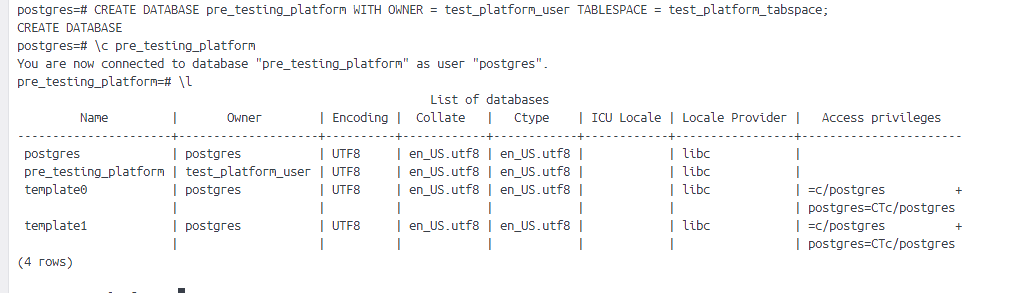 postgres=# CREATE DATABASE pre_testing_platform WITH OWNER = test_platform_user TABLESPACE = test_platform_tabspace;
CREATE DATABASE
postgres=# \c pre_testing_platform
You are now connected to database "pre_testing_platform" as user "postgres".
pre_testing_platform=# \l
                                                   List of databases
         Name         |       Owner        | Encoding |  Collate   |   Ctype    | ICU Locale | Locale Provider |   Access privileges
----------------------+--------------------+----------+------------+------------+------------+-----------------+-----------------------
 postgres             | postgres           | UTF8     | en_US.utf8 | en_US.utf8 |            | libc            |
 pre_testing_platform | test_platform_user | UTF8     | en_US.utf8 | en_US.utf8 |            | libc            |
 template0            | postgres           | UTF8     | en_US.utf8 | en_US.utf8 |            | libc            | =c/postgres          +
                      |                    |          |            |            |            |                 | postgres=CTc/postgres
 template1            | postgres           | UTF8     | en_US.utf8 | en_US.utf8 |            | libc            | =c/postgres          +
                      |                    |          |            |            |            |                 | postgres=CTc/postgres
(4 rows)